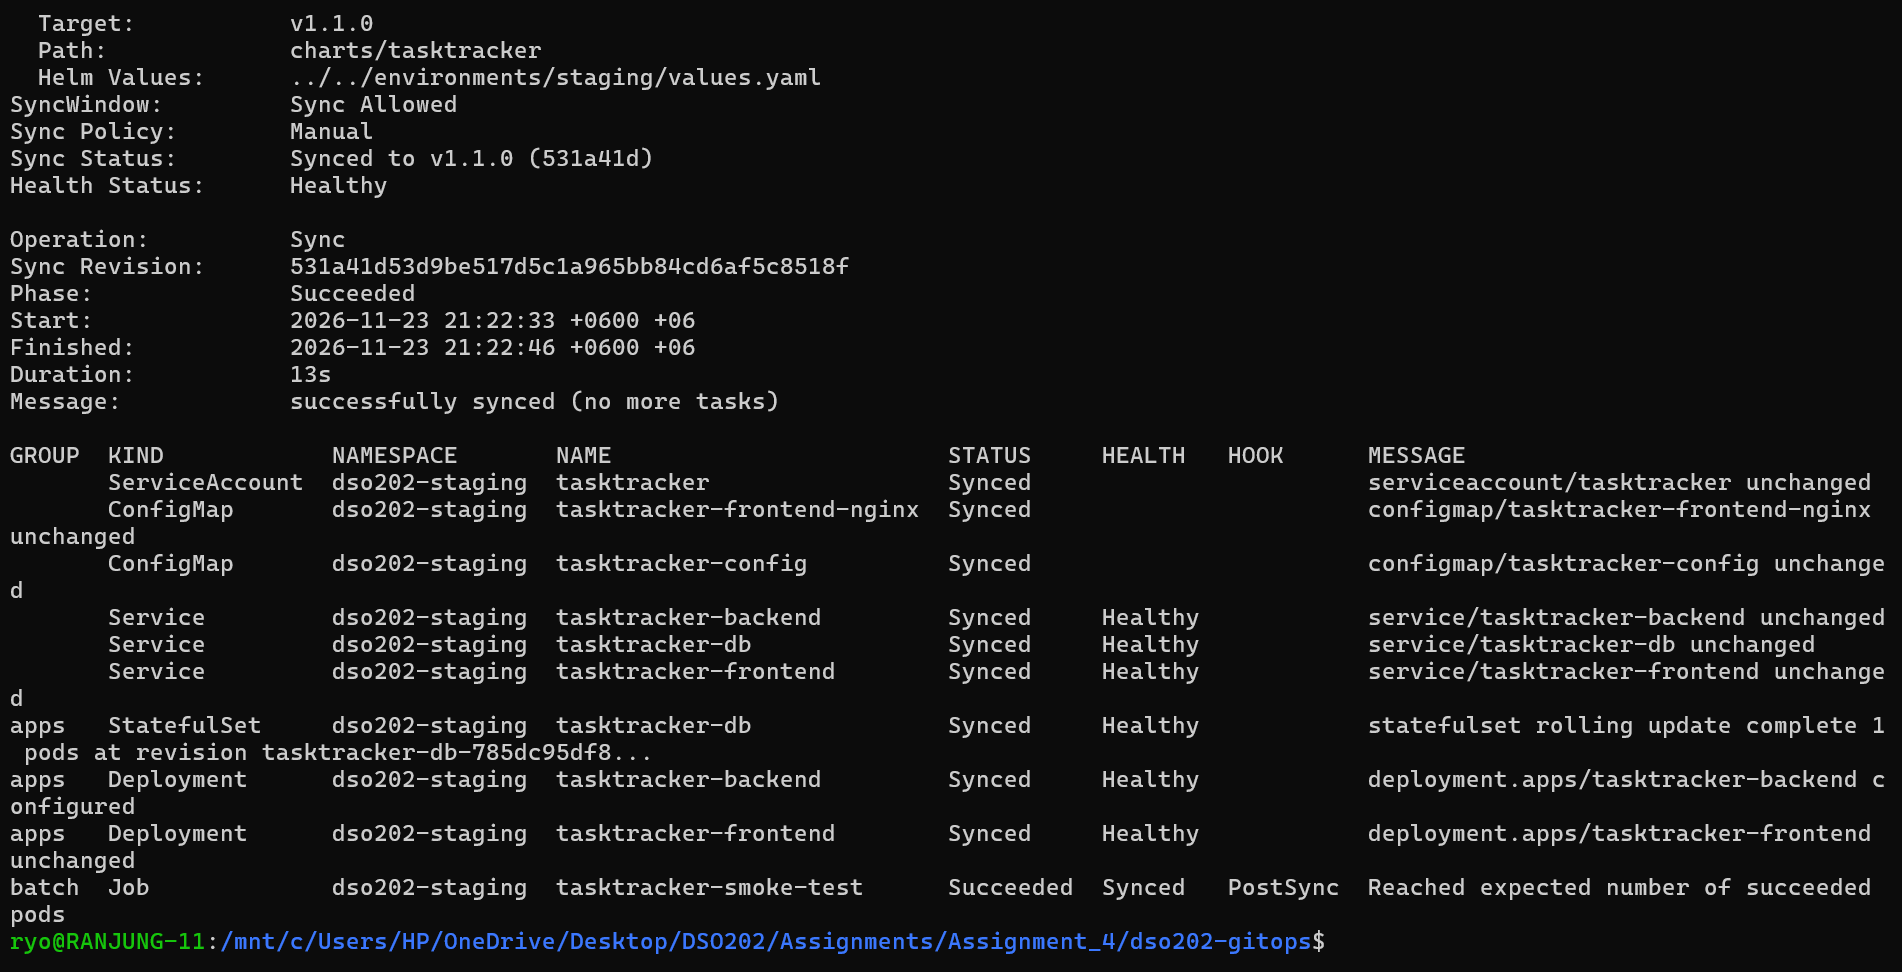 Target:           v1.1.0
  Path:             charts/tasktracker
  Helm Values:      ../../environments/staging/values.yaml
SyncWindow:         Sync Allowed
Sync Policy:        Manual
Sync Status:        Synced to v1.1.0 (531a41d)
Health Status:      Healthy

Operation:          Sync
Sync Revision:      531a41d53d9be517d5c1a965bb84cd6af5c8518f
Phase:              Succeeded
Start:              2026-11-23 21:22:33 +0600 +06
Finished:           2026-11-23 21:22:46 +0600 +06
Duration:           13s
Message:            successfully synced (no more tasks)

GROUP  KIND            NAMESPACE       NAME                        STATUS     HEALTH   HOOK      MESSAGE
       ServiceAccount  dso202-staging  tasktracker                 Synced                        serviceaccount/tasktracker unchanged
       ConfigMap       dso202-staging  tasktracker-frontend-nginx  Synced                        configmap/tasktracker-frontend-nginx
unchanged
       ConfigMap       dso202-staging  tasktracker-config          Synced                        configmap/tasktracker-config unchange
d
       Service         dso202-staging  tasktracker-backend         Synced     Healthy            service/tasktracker-backend unchanged
       Service         dso202-staging  tasktracker-db              Synced     Healthy            service/tasktracker-db unchanged
       Service         dso202-staging  tasktracker-frontend        Synced     Healthy            service/tasktracker-frontend unchange
d
apps   StatefulSet     dso202-staging  tasktracker-db              Synced     Healthy            statefulset rolling update complete 1
 pods at revision tasktracker-db-785dc95df8...
apps   Deployment      dso202-staging  tasktracker-backend         Synced     Healthy            deployment.apps/tasktracker-backend c
onfigured
apps   Deployment      dso202-staging  tasktracker-frontend        Synced     Healthy            deployment.apps/tasktracker-frontend
unchanged
batch  Job             dso202-staging  tasktracker-smoke-test      Succeeded  Synced   PostSync  Reached expected number of succeeded
pods
ryo@RANJUNG-11:/mnt/c/Users/HP/OneDrive/Desktop/DSO202/Assignments/Assignment_4/dso202-gitops$